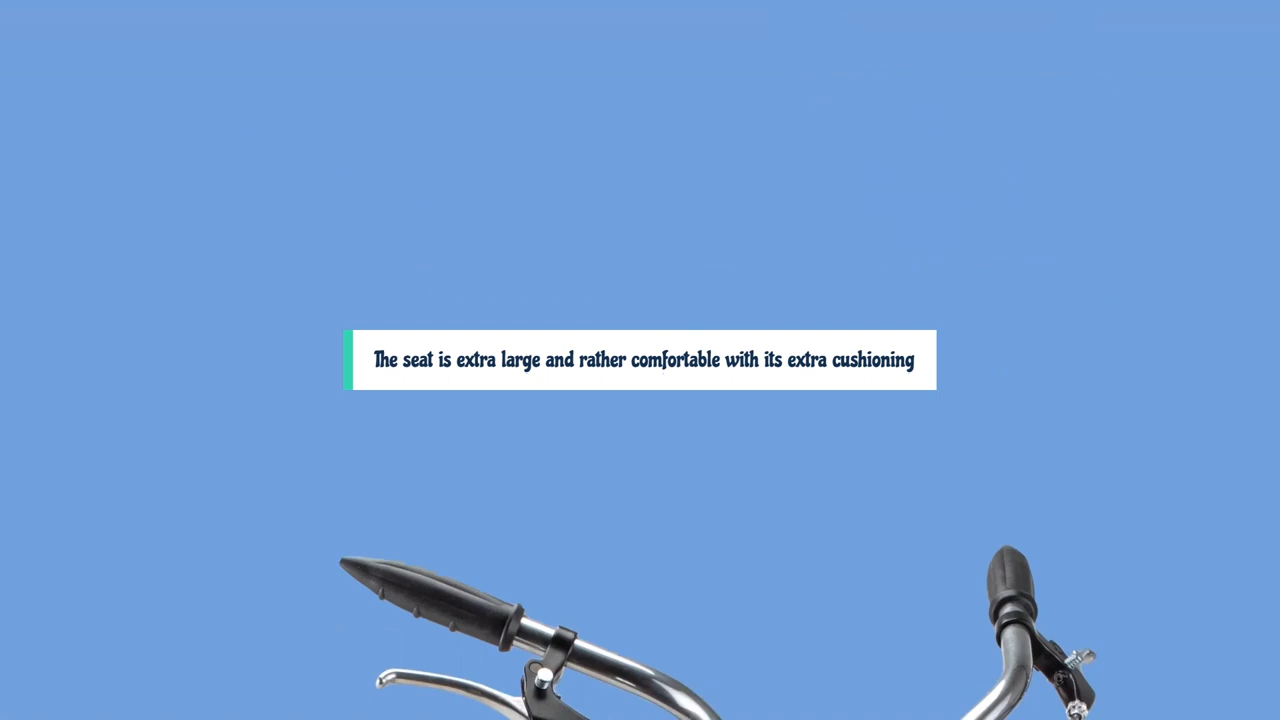 The seat is extra large and rather comfortable with its extra cushioning